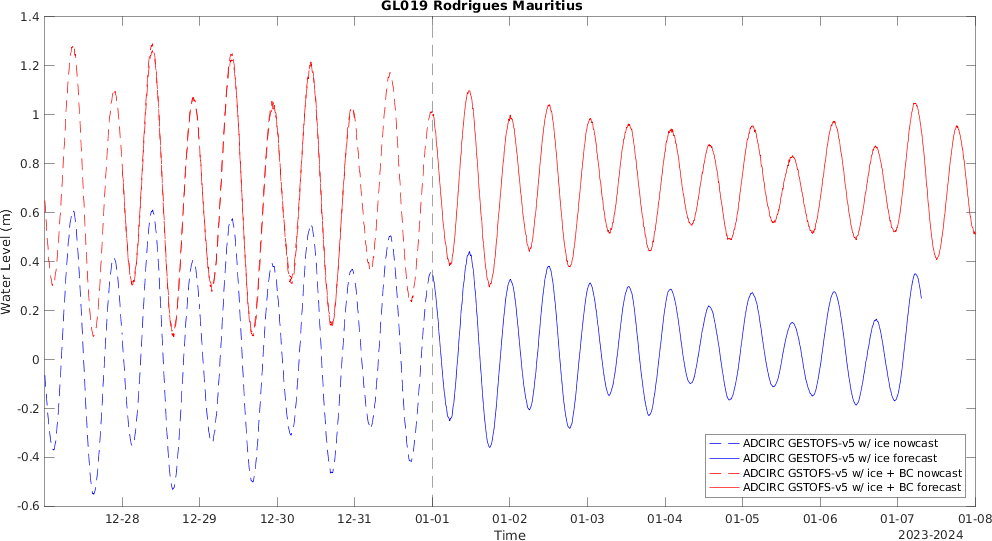 GL019 Rodrigues Mauritius
1.4
1.2
1
0.8
0.6
0.4
0.2
0
-0.2
-0.4
-0.6
Water Level (m)
12-28 12-29 12-30 12-31 01-01 01-02 01-03 01-04 01-05 01-06 01-07 01-08
Time
2023-2024
ADCIRC GESTOFS-v5 w/ ice nowcast
ADCIRC GESTOFS-v5 w/ ice forecast
ADCIRC GSTOFS-v5 w/ ice + BC nowcast
ADCIRC GSTOFS-v5 w/ ice + BC forecast